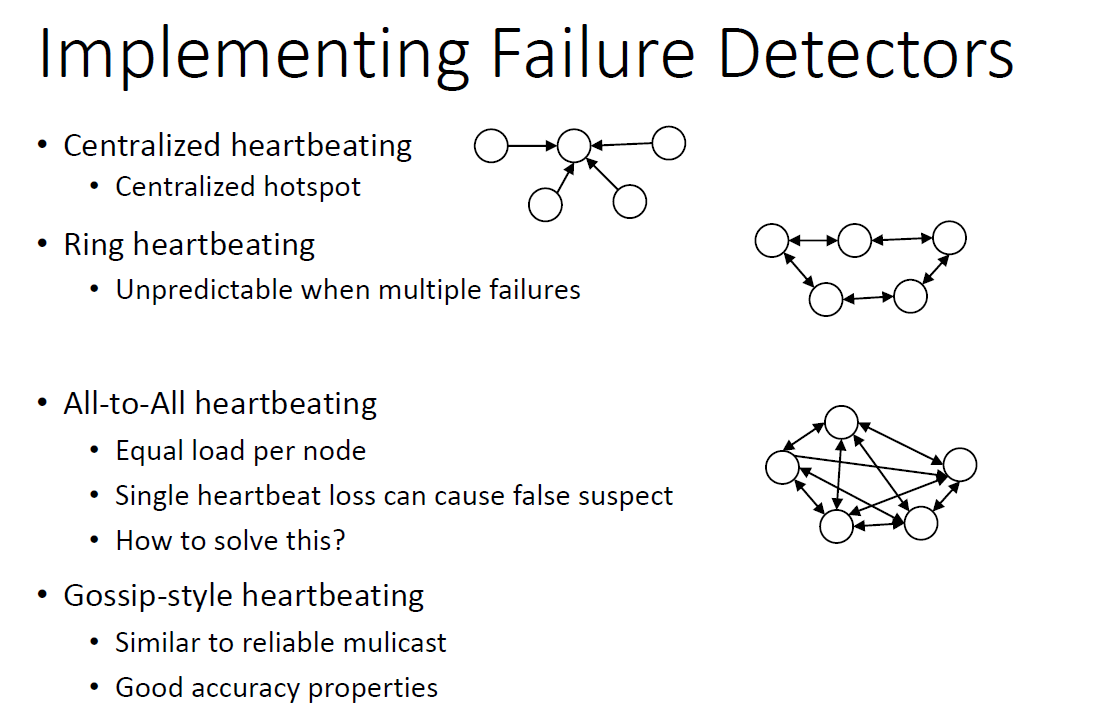 Implementing Failure Detectors
• Centralized heartbeating
• Centralized hotspot
• Ring heartbeating
• Unpredictable when multiple failures
• All-to-All heartbeating
• Equal load per node
• Single heartbeat loss can cause false suspect
• How to solve this?
• Gossip-style heartbeating
• Similar to reliable mulicast
• Good accuracy properties